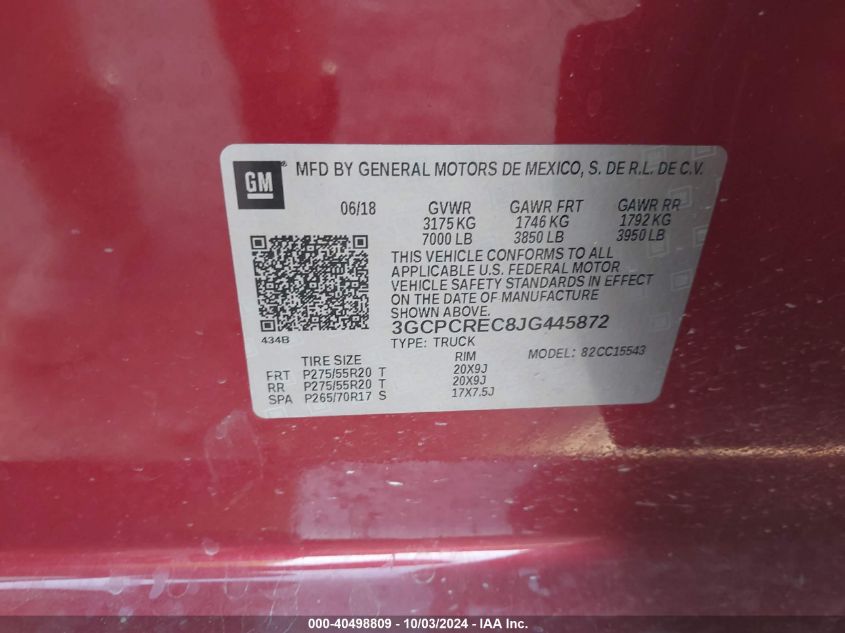 GM
MFD BY GENERAL MOTORS DE MEXICO, S. DE R.L. DE C.V.
06/18 GVWR GAWR FRT GAWR RR
3175 KG 1746 KG 1792 KG
7000 LB 3850 LB 3950 LB
THIS VEHICLE CONFORMS TO ALL
APPLICABLE U.S. FEDERAL MOTOR
VEHICLE SAFETY STANDARDS IN EFFECT
ON THE DATE OF MANUFACTURE
SHOWN ABOVE.
434B
3GCPCREC8JG445872
TYPE: TRUCK MODEL: 82CC15543
TIRE SIZE RIM
FRT P275/55R20 T 20X9J
RR P275/55R20 T 20X9J
SPA P265/70R17 S 17X7.5J
000-40498809 - 10/03/2024 - IAA Inc.